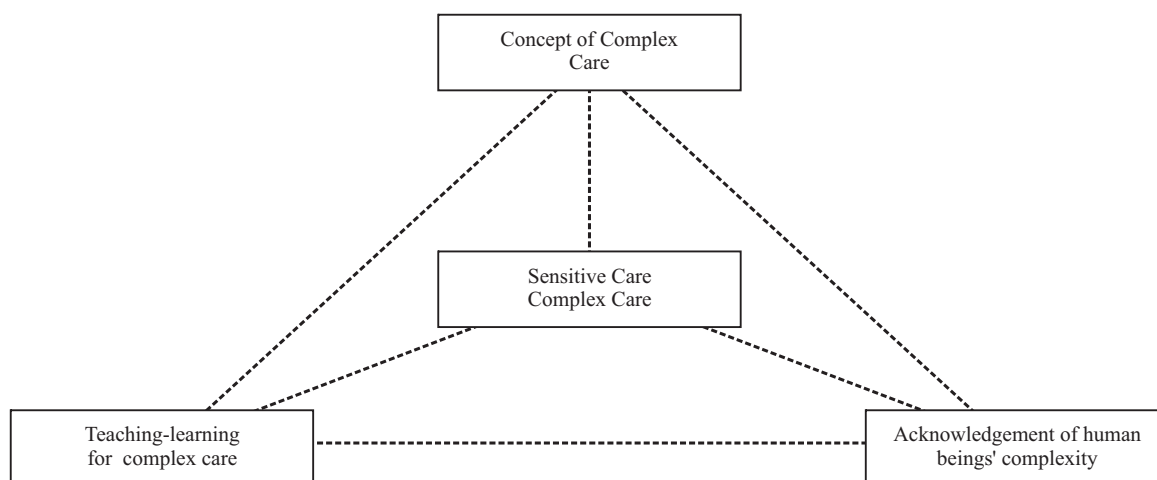 Concept of Complex
Care
Sensitive Care
Complex Care
Teaching-learning
for complex care
Acknowledgement of human
beings' complexity